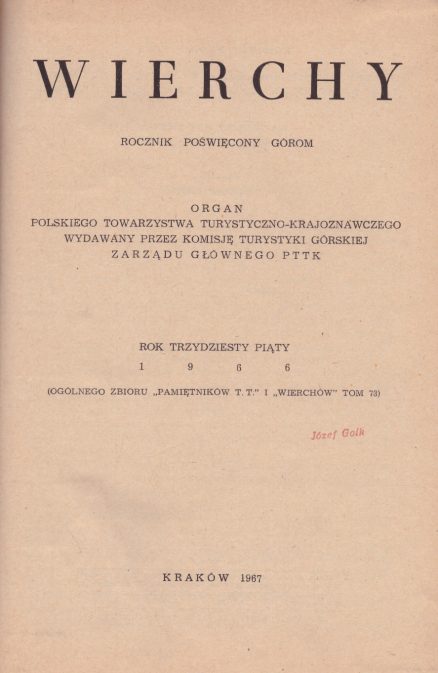 WIERCHY
ROCZNIK POŚWIĘCONY GÓROM
ORGAN
POLSKIEGO TOWARZYSTWA TURYSTYCZNO-KRAJOZNAWCZEGO
WYDAWANY PRZEZ KOMISJĘ TURYSTYKI GÓRSKIEJ
ZARZĄDU GŁÓWNEGO PTTK
ROK TRZYDZIESTY PIĄTY
1 9 6 6
(OGÓLNEGO ZBIORU „PAMIĘTNIKÓW T. T." I „WIERCHÓW" TOM 73)
Józef Golk
KRAKÓW 1967